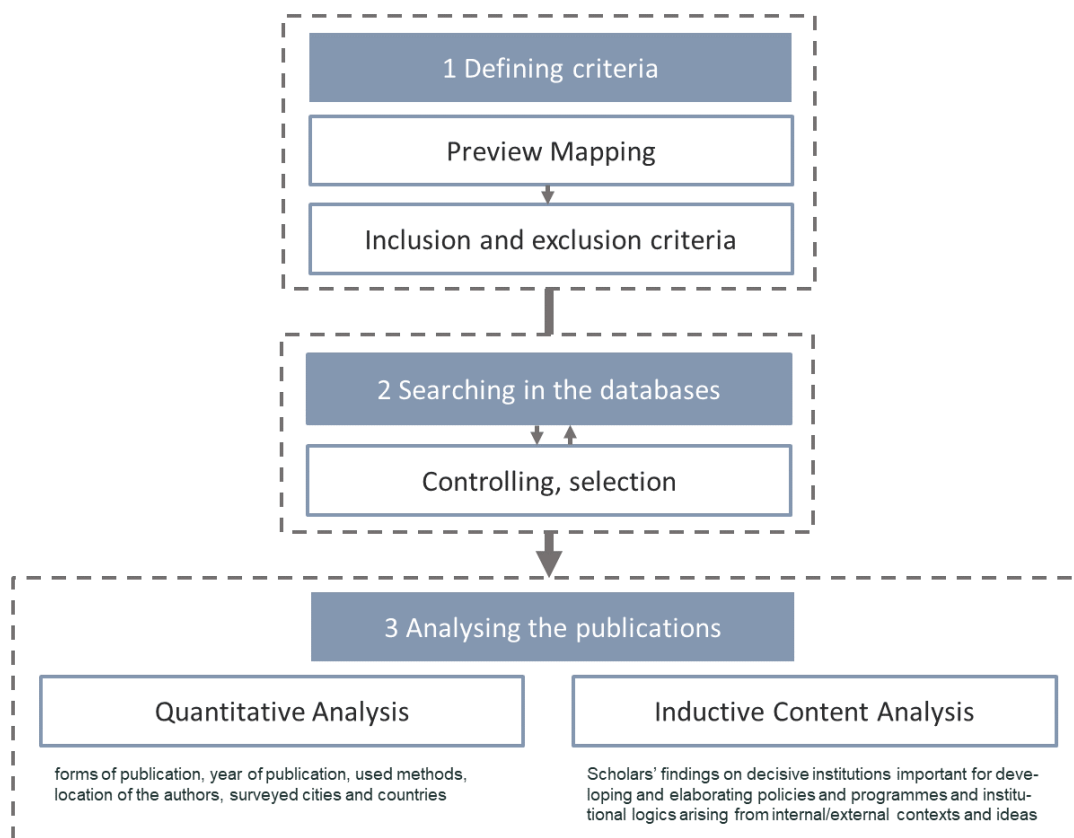 1 Defining criteria
Preview Mapping
Inclusion and exclusion criteria
2 Searching in the databases
Controlling, selection
3 Analysing the publications
Quantitative Analysis
forms of publication, year of publication, used methods,
location of the authors, surveyed cities and countries
Inductive Content Analysis
Scholars’ findings on decisive institutions important for deve-
loping and elaborating policies and programmes and institu-
tional logics arising from internal/external contexts and ideas